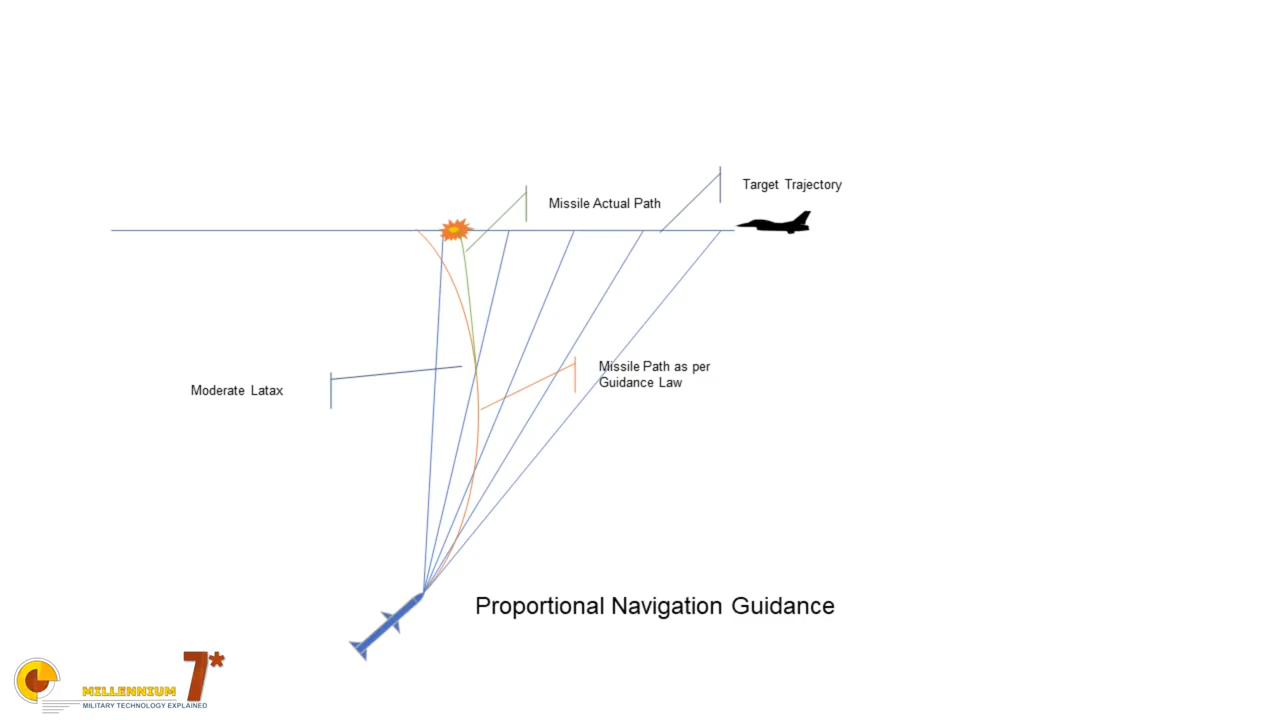 Target Trajectory
Missile Actual Path
Missile Path as per
Guidance Law
Moderate Latax
Proportional Navigation Guidance
7*
MILLENNIUM
MILITARY TECHNOLOGY EXPLAINED